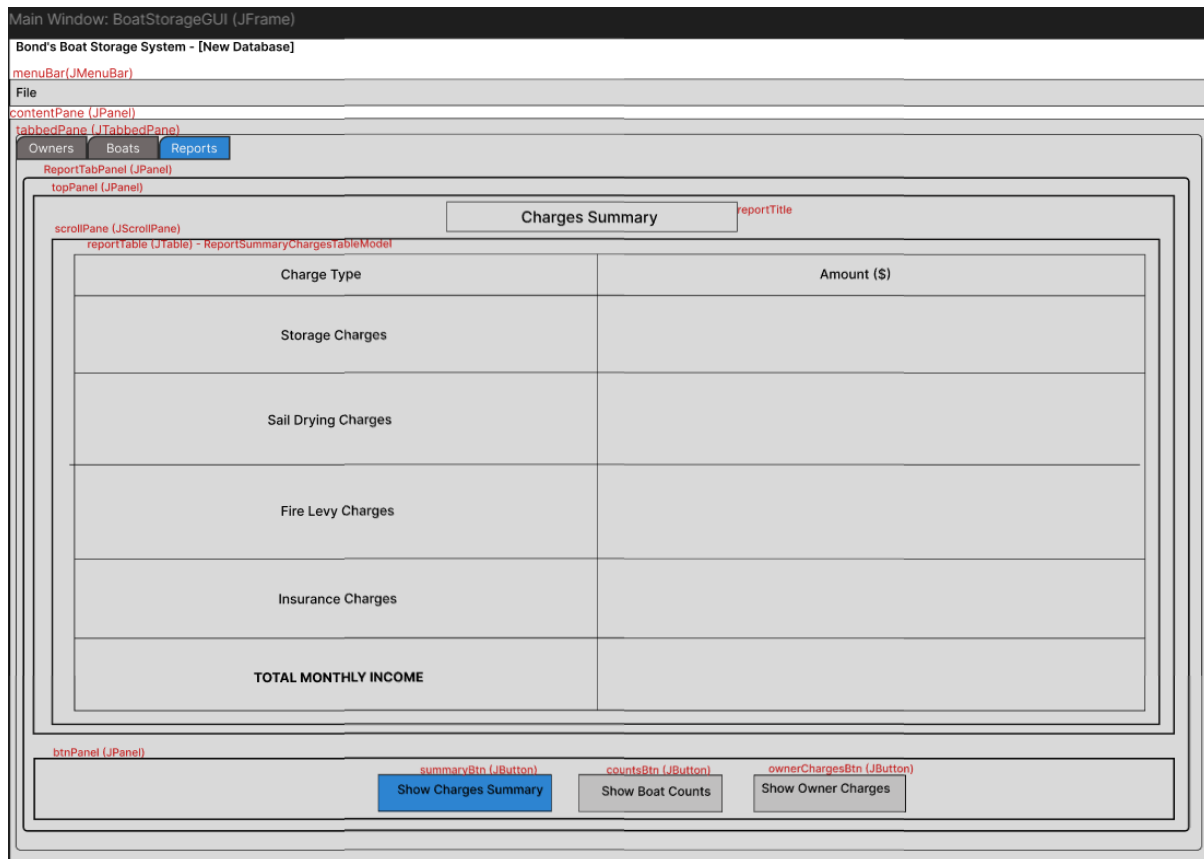 Main Window: BoatStorageGUI (JFrame)
Bond's Boat Storage System - [New Database]
menuBar(JMenuBar)
File
contentPane (JPanel)
tabbedPane (JTabbedPane)
Owners Boats Reports
ReportTabPanel (JPanel)
topPanel (JPanel)
Charges Summary reportTitle
scrollPane (JScrollPane)
reportTable (JTable) - ReportSummaryChargesTableModel
Charge Type Amount ($)
Storage Charges
Sail Drying Charges
Fire Levy Charges
Insurance Charges
TOTAL MONTHLY INCOME
btnPanel (JPanel)
summaryBtn (JButton) countsBtn (JButton) ownerChargesBtn (JButton)
Show Charges Summary Show Boat Counts Show Owner Charges